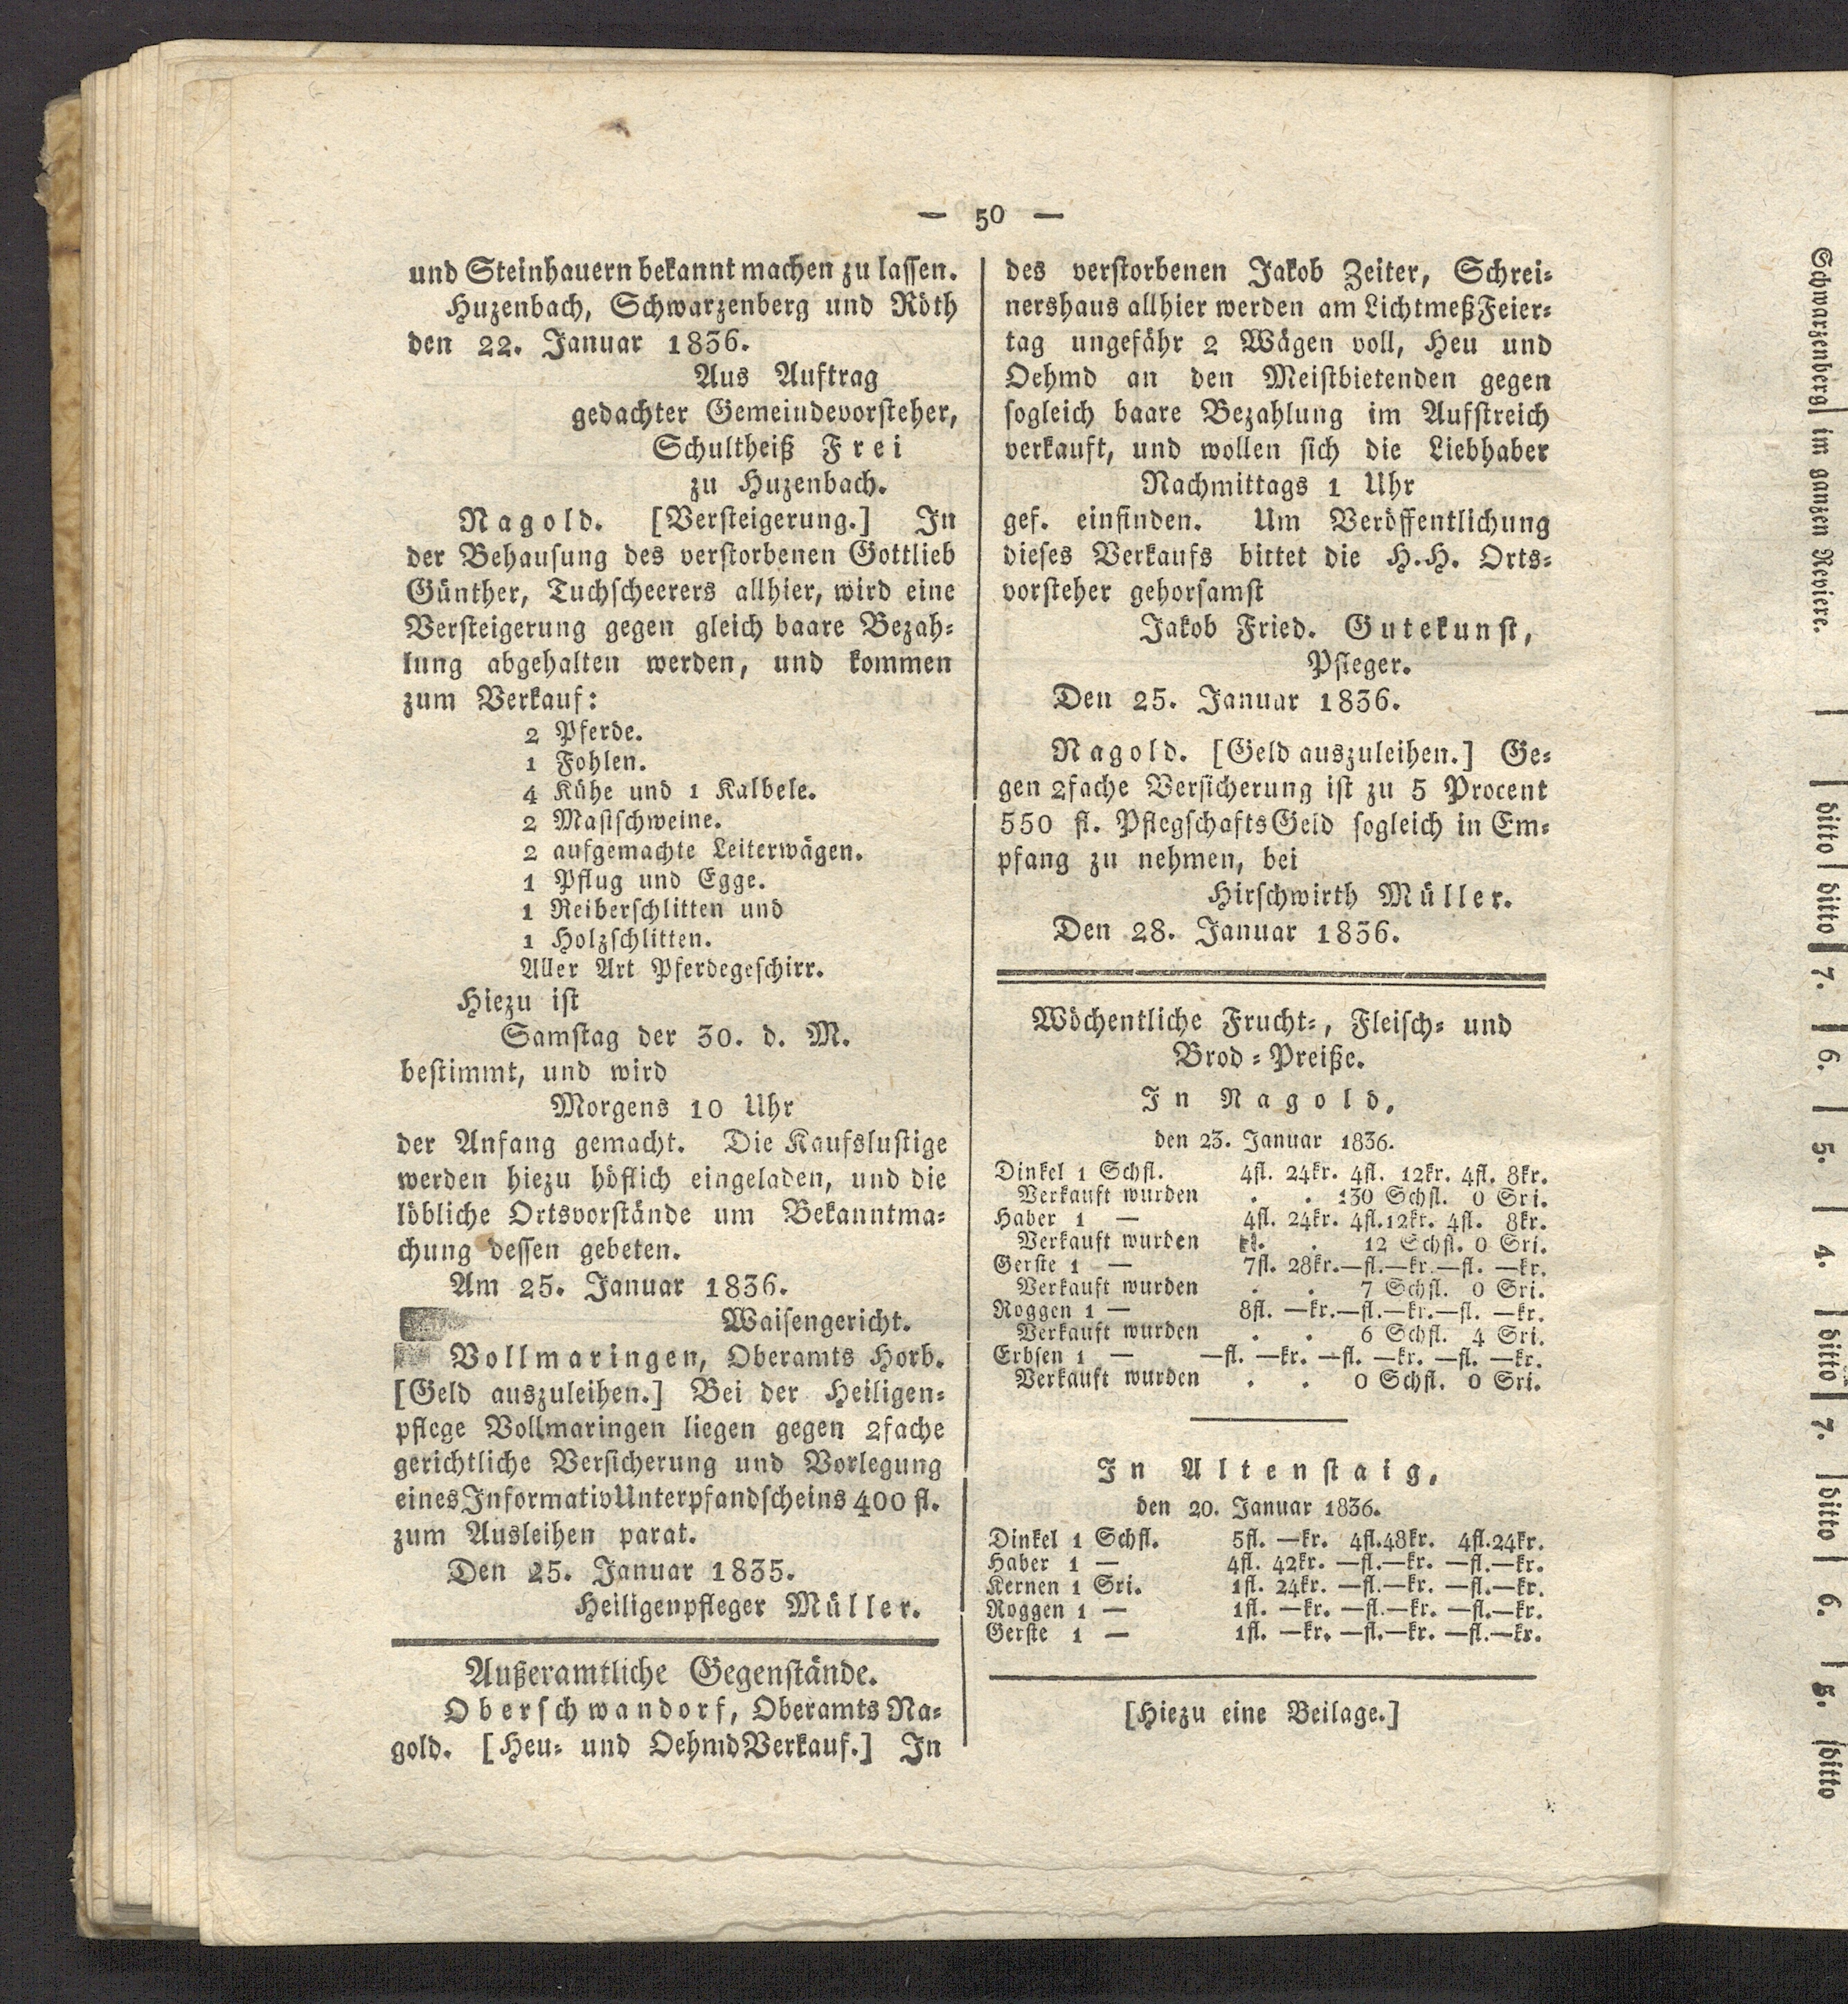 — 50 —
und Steinhauern bekannt machen zu lassen.
Huzenbach, Schwarzenberg und Röth
den 22. Januar 1836.
Aus Auftrag
gedachter Gemeindevorsteher,
Schultheiß Frei
zu Huzenbach.
Nagold. [Versteigerung.] In
der Behausung des verstorbenen Gottlieb
Günther, Tuchscheerers allhier, wird eine
Versteigerung gegen gleich baare Bezah-
lung abgehalten werden, und kommen
zum Verkauf:
2 Pferde.
1 Fohlen.
4 Kühe und 1 Kalbele.
2 Mastschweine.
2 aufgemachte Leiterwägen.
1 Pflug und Egge.
1 Reiberschlitten und
1 Holzschlitten.
Aller Art Pferdegeschirr.
Hiezu ist
Samstag der 30. d. M.
bestimmt, und wird
Morgens 10 Uhr
der Anfang gemacht. Die Kaufslustige
werden hiezu höflich eingeladen, und die
löbliche Ortsvorstände um Bekanntma-
chung dessen gebeten.
Am 25. Januar 1836.
Waisengericht.
Vollmaringen, Oberamts Horb.
[Geld auszuleihen.] Bei der Heiligen-
pflege Vollmaringen liegen gegen 2fache
gerichtliche Versicherung und Vorlegung
eines InformativUnterpfandscheins 400 fl.
zum Ausleihen parat.
Den 25. Januar 1835.
Heiligenpfleger Müller.
Außeramtliche Gegenstände.
Oberschwandorf, Oberamts Na-
gold. [Heu- und OehmdVerkauf.] In
des verstorbenen Jakob Zeiter, Schrei-
nershaus allhier werden am LichtmeßFeier-
tag ungefähr 2 Wägen voll, Heu und
Oehmd an den Meistbietenden gegen
sogleich baare Bezahlung im Aufstreich
verkauft, und wollen sich die Liebhaber
Nachmittags 1 Uhr
gef. einfinden. Um Veröffentlichung
dieses Verkaufs bittet die H.H. Orts-
vorsteher gehorsamst
Jakob Fried. Gutekunst,
Pfleger.
Den 25. Januar 1836.
Nagold. [Geld auszuleihen.] Ge-
gen 2fache Versicherung ist zu 5 Procent
550 fl. PflegschaftsGeld sogleich in Em-
pfang zu nehmen, bei
Hirschwirth Müller.
Den 28. Januar 1836.
Wöchentliche Frucht-, Fleisch- und
Brod-Preiße.
In Nagold,
den 23. Januar 1836.
Dinkel 1 Schfl. 4fl. 24kr. 4fl. 12kr. 4fl. 8kr.
Verkauft wurden . . 130 Schfl. 0 Sri.
Haber 1 — 4fl. 24kr. 4fl. 12kr. 4fl. 8kr.
Verkauft wurden . 12 Schfl. 0 Sri.
Gerste 1 — 7fl. 28kr. —fl. —kr. —fl. —kr.
Verkauft wurden . . 7 Schfl. 0 Sri.
Roggen 1 — 8fl. —kr. —fl. —kr. —fl. —kr.
Verkauft wurden . . 6 Schfl. 4 Sri.
Erbsen 1 — —fl. —kr. —fl. —kr. —fl. —kr.
Verkauft wurden . . 0 Schfl. 0 Sri.
In Altenstaig,
den 20. Januar 1836.
Dinkel 1 Schfl. 5fl. —kr. 4fl. 48kr. 4fl. 24kr.
Haber 1 — 4fl. 42kr. —fl. —kr. —fl. —kr.
Kernen 1 Sri. 1fl. 24kr. —fl. —kr. —fl. —kr.
Roggen 1 — 1fl. —kr. —fl. —kr. —fl. —kr.
Gerste 1 — 1fl. —kr. —fl. —kr. —fl. —kr.
[Hiezu eine Beilage.]
Schwarzenberg | im ganzen Reviere. | | ditto | ditto | 7. | 6. | 5. | 4. | ditto | 7. | ditto | 6. | 5. | ditto